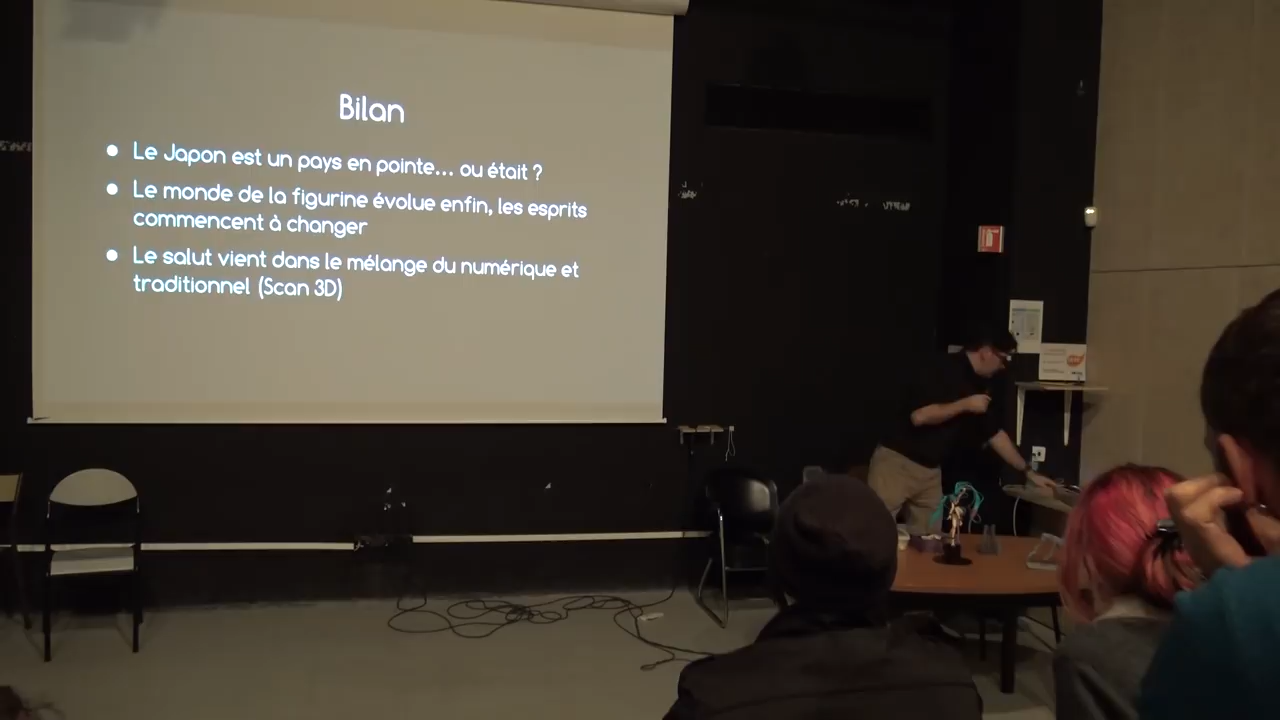 Bilan
Le Japon est un pays en pointe... ou était ?
Le monde de la figurine évolue enfin, les esprits
commencent à changer
Le salut vient dans le mélange du numérique et
traditionnel (Scan 3D)